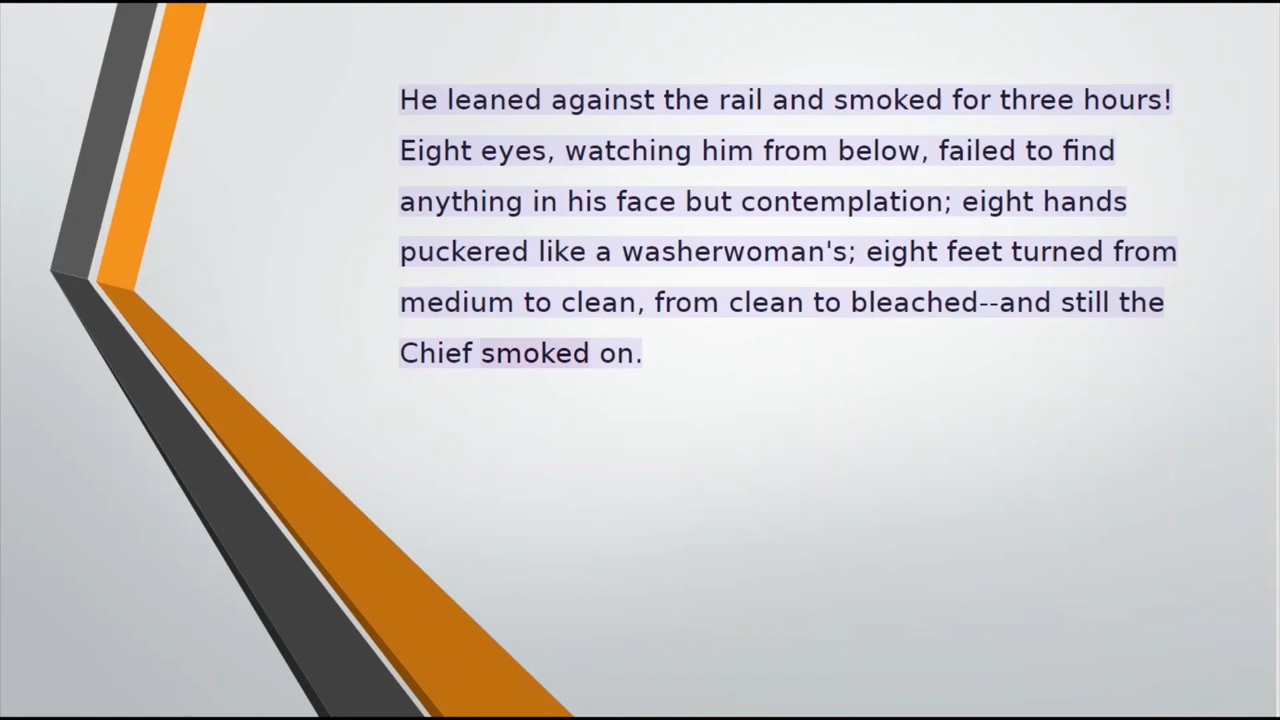 He leaned against the rail and smoked for three hours!
Eight eyes, watching him from below, failed to find
anything in his face but contemplation; eight hands
puckered like a washerwoman's; eight feet turned from
medium to clean, from clean to bleached--and still the
Chief smoked on.